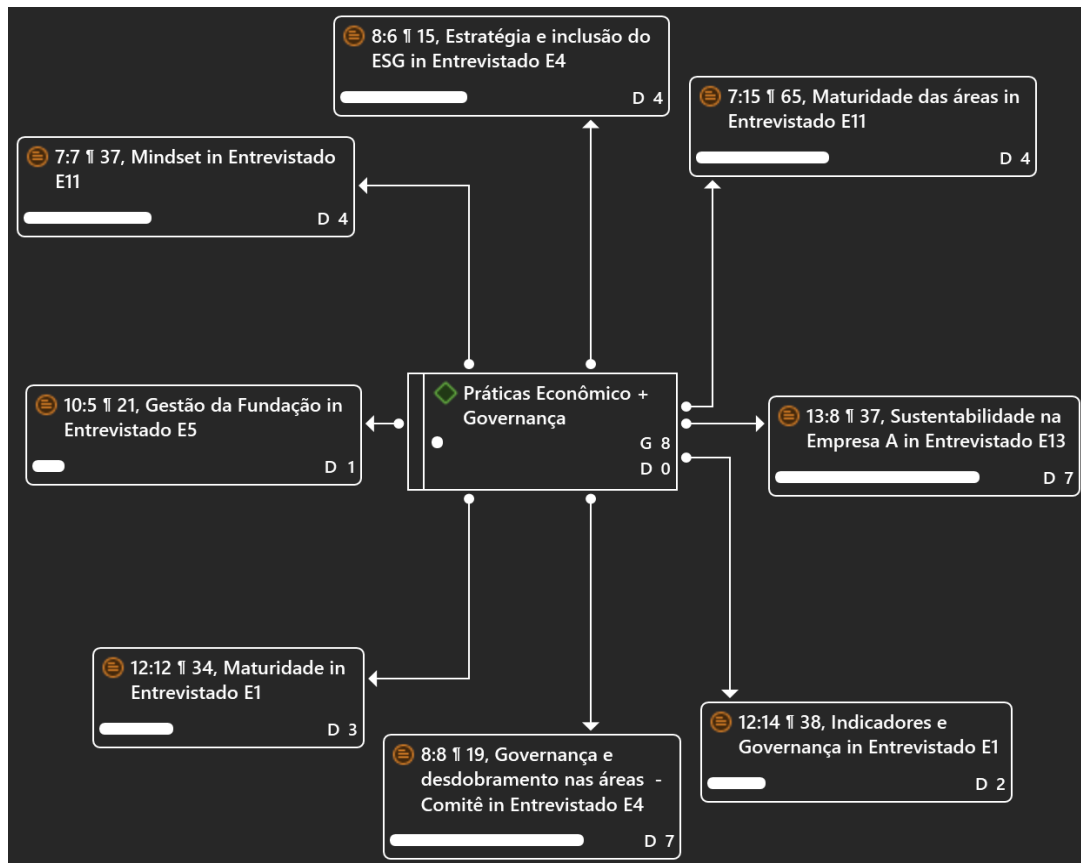 8:6 ¶ 15, Estratégia e inclusão do
ESG in Entrevistado E4
D 4
7:15 ¶ 65, Maturidade das áreas in
Entrevistado E11
D 4
7:7 ¶ 37, Mindset in Entrevistado
E11
D 4
Práticas Econômico +
Governança
G 8
D 0
10:5 ¶ 21, Gestão da Fundação in
Entrevistado E5
D 1
13:8 ¶ 37, Sustentabilidade na
Empresa A in Entrevistado E13
D 7
12:12 ¶ 34, Maturidade in
Entrevistado E1
D 3
12:14 ¶ 38, Indicadores e
Governança in Entrevistado E1
D 2
8:8 ¶ 19, Governança e
desdobramento nas áreas -
Comitê in Entrevistado E4
D 7